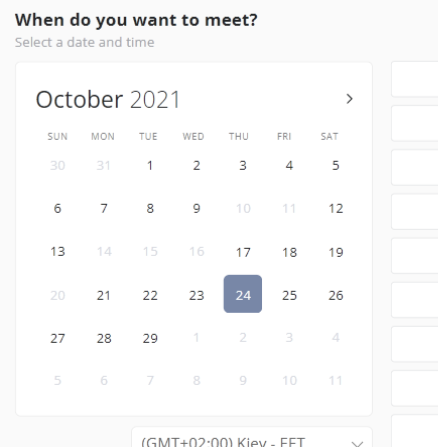 When do you want to meet?
Select a date and time
October 2021
SUN MON TUE WED THU FRI SAT
30 31 1 2 3 4 5
6 7 8 9 10 11 12
13 14 15 16 17 18 19
20 21 22 23 24 25 26
27 28 29 1 2 3 4
5 6 7 8 9 10 11
(GMT+02:00) Kiev - EET